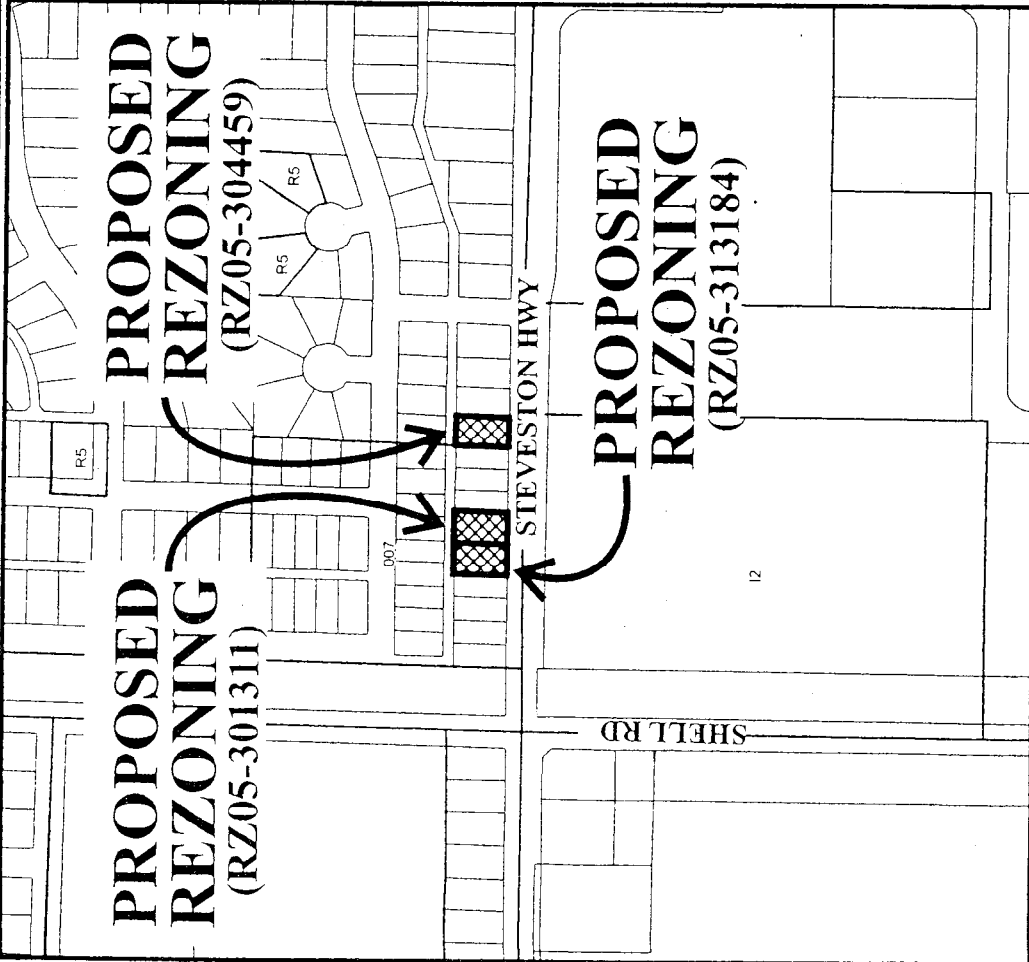 PROPOSED
REZONING
(RZ05-301311)
PROPOSED
REZONING
(RZ05-304459)
R5
R5
R5
007
STEVESTON HWY
PROPOSED
REZONING
(RZ05-313184)
I2
SHELL RD